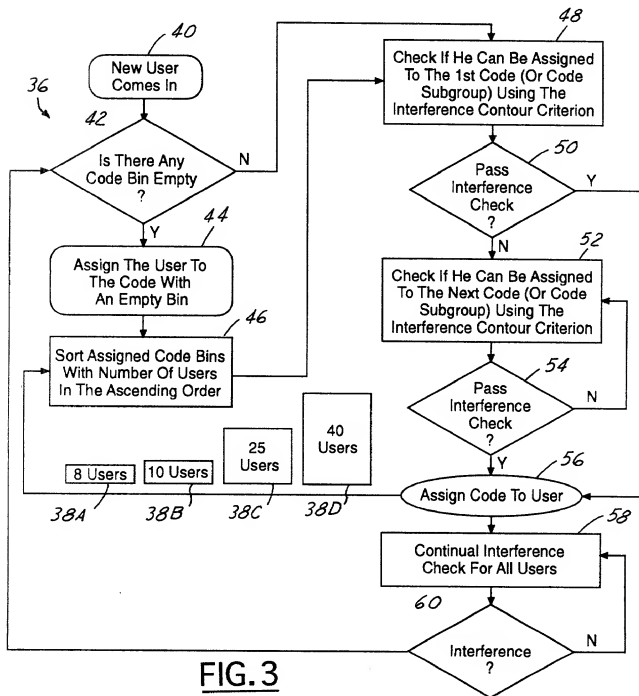 40
New User
Comes In
36
42
Is There Any
Code Bin Empty
?
N
Y
44
Assign The User To
The Code With
An Empty Bin
46
Sort Assigned Code Bins
With Number Of Users
In The Ascending Order
8 Users
10 Users
25
Users
40
Users
38A
38B
38C
38D
48
Check If He Can Be Assigned
To The 1st Code (Or Code
Subgroup) Using The
Interference Contour Criterion
50
Pass
Interference
Check
?
Y
N
52
Check If He Can Be Assigned
To The Next Code (Or Code
Subgroup) Using The
Interference Contour Criterion
54
Pass
Interference
Check
?
N
Y
56
Assign Code To User
58
Continual Interference
Check For All Users
60
Interference
?
N
FIG.3